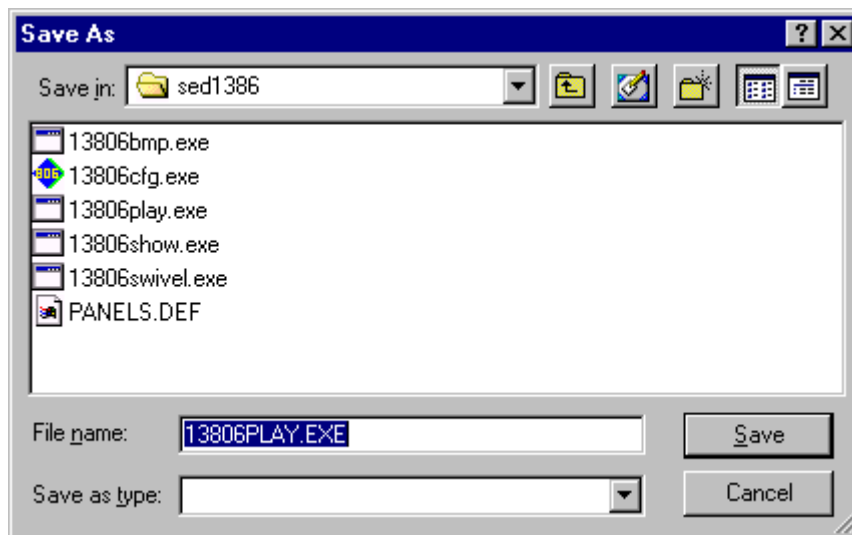 Save As
Save in: sed1386
13806bmp.exe
806 13806cfg.exe
13806play.exe
13806show.exe
13806swivel.exe
PANELS.DEF
File name: 13806PLAY.EXE Save
Save as type: Cancel